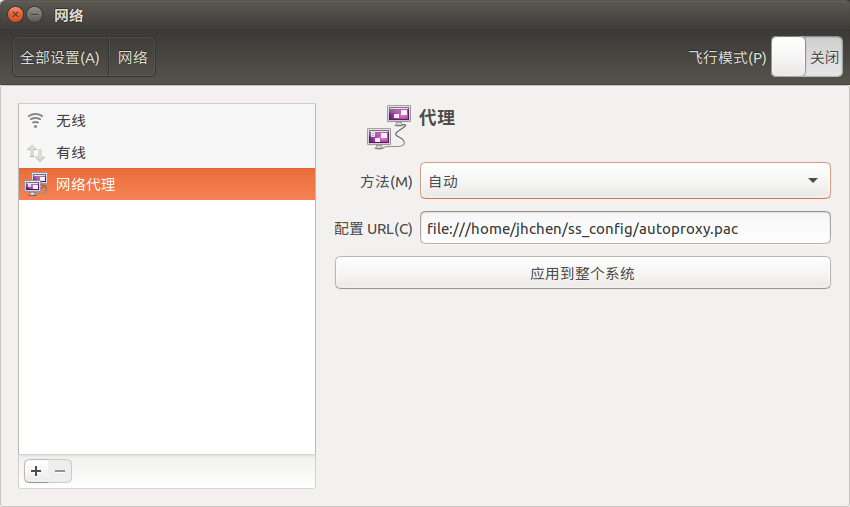 网络
全部设置(A) 网络 飞行模式(P) 关闭
无线
有线
网络代理
代理
方法(M) 自动
配置 URL(C) file:///home/jhchen/ss_config/autoproxy.pac
应用到整个系统